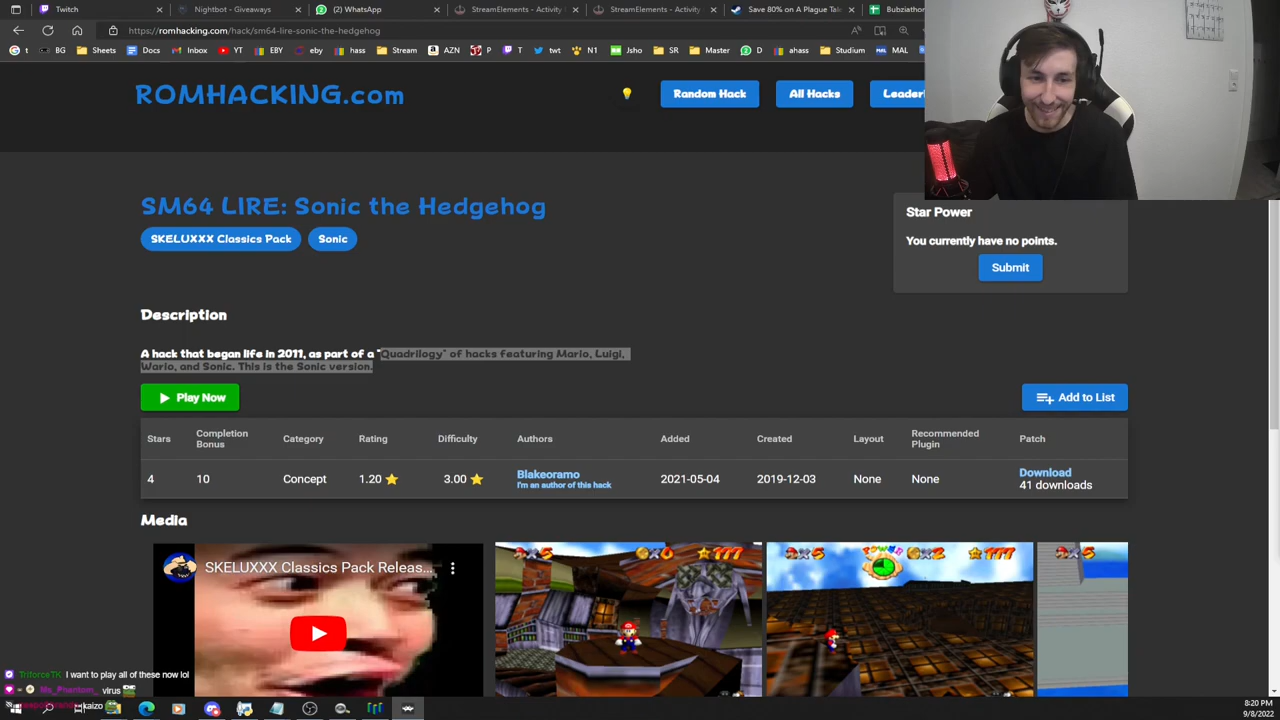 Twitch
Nightbot - Giveaways
(2) WhatsApp
StreamElements - Activity
StreamElements - Activity
Save 80% on A Plague Tal
Bubziathon
https://romhacking.com/hack/sm64-lire-sonic-the-hedgehog
t
BG
Sheets
Docs
Inbox
YT
EBY
hass
Stream
AZN
P
T
twt
N1
Jsho
SR
Master
D
ahass
Studium
MAL
eby
ROMHACKING.com
Random Hack
All Hacks
Leader
SM64 LIRE: Sonic the Hedgehog
SKELUXXX Classics Pack
Sonic
Star Power
You currently have no points.
Submit
Description
A hack that began life in 2011, as part of a "Quadrilogy" of hacks featuring Mario, Luigi,
Wario, and Sonic. This is the Sonic version.
Play Now
Add to List
Stars
Completion
Bonus
Category
Rating
Difficulty
Authors
Added
Created
Layout
Recommended
Plugin
Patch
4
10
Concept
1.20
3.00
Blakeoramo
I'm an author of this hack
2021-05-04
2019-12-03
None
None
Download
41 downloads
Media
SKELUXXX Classics Pack Releas...
TriforceTK I want to play all of these now lol
Ms_Phantom_ virus
kaizo
8:20 PM
9/8/2022